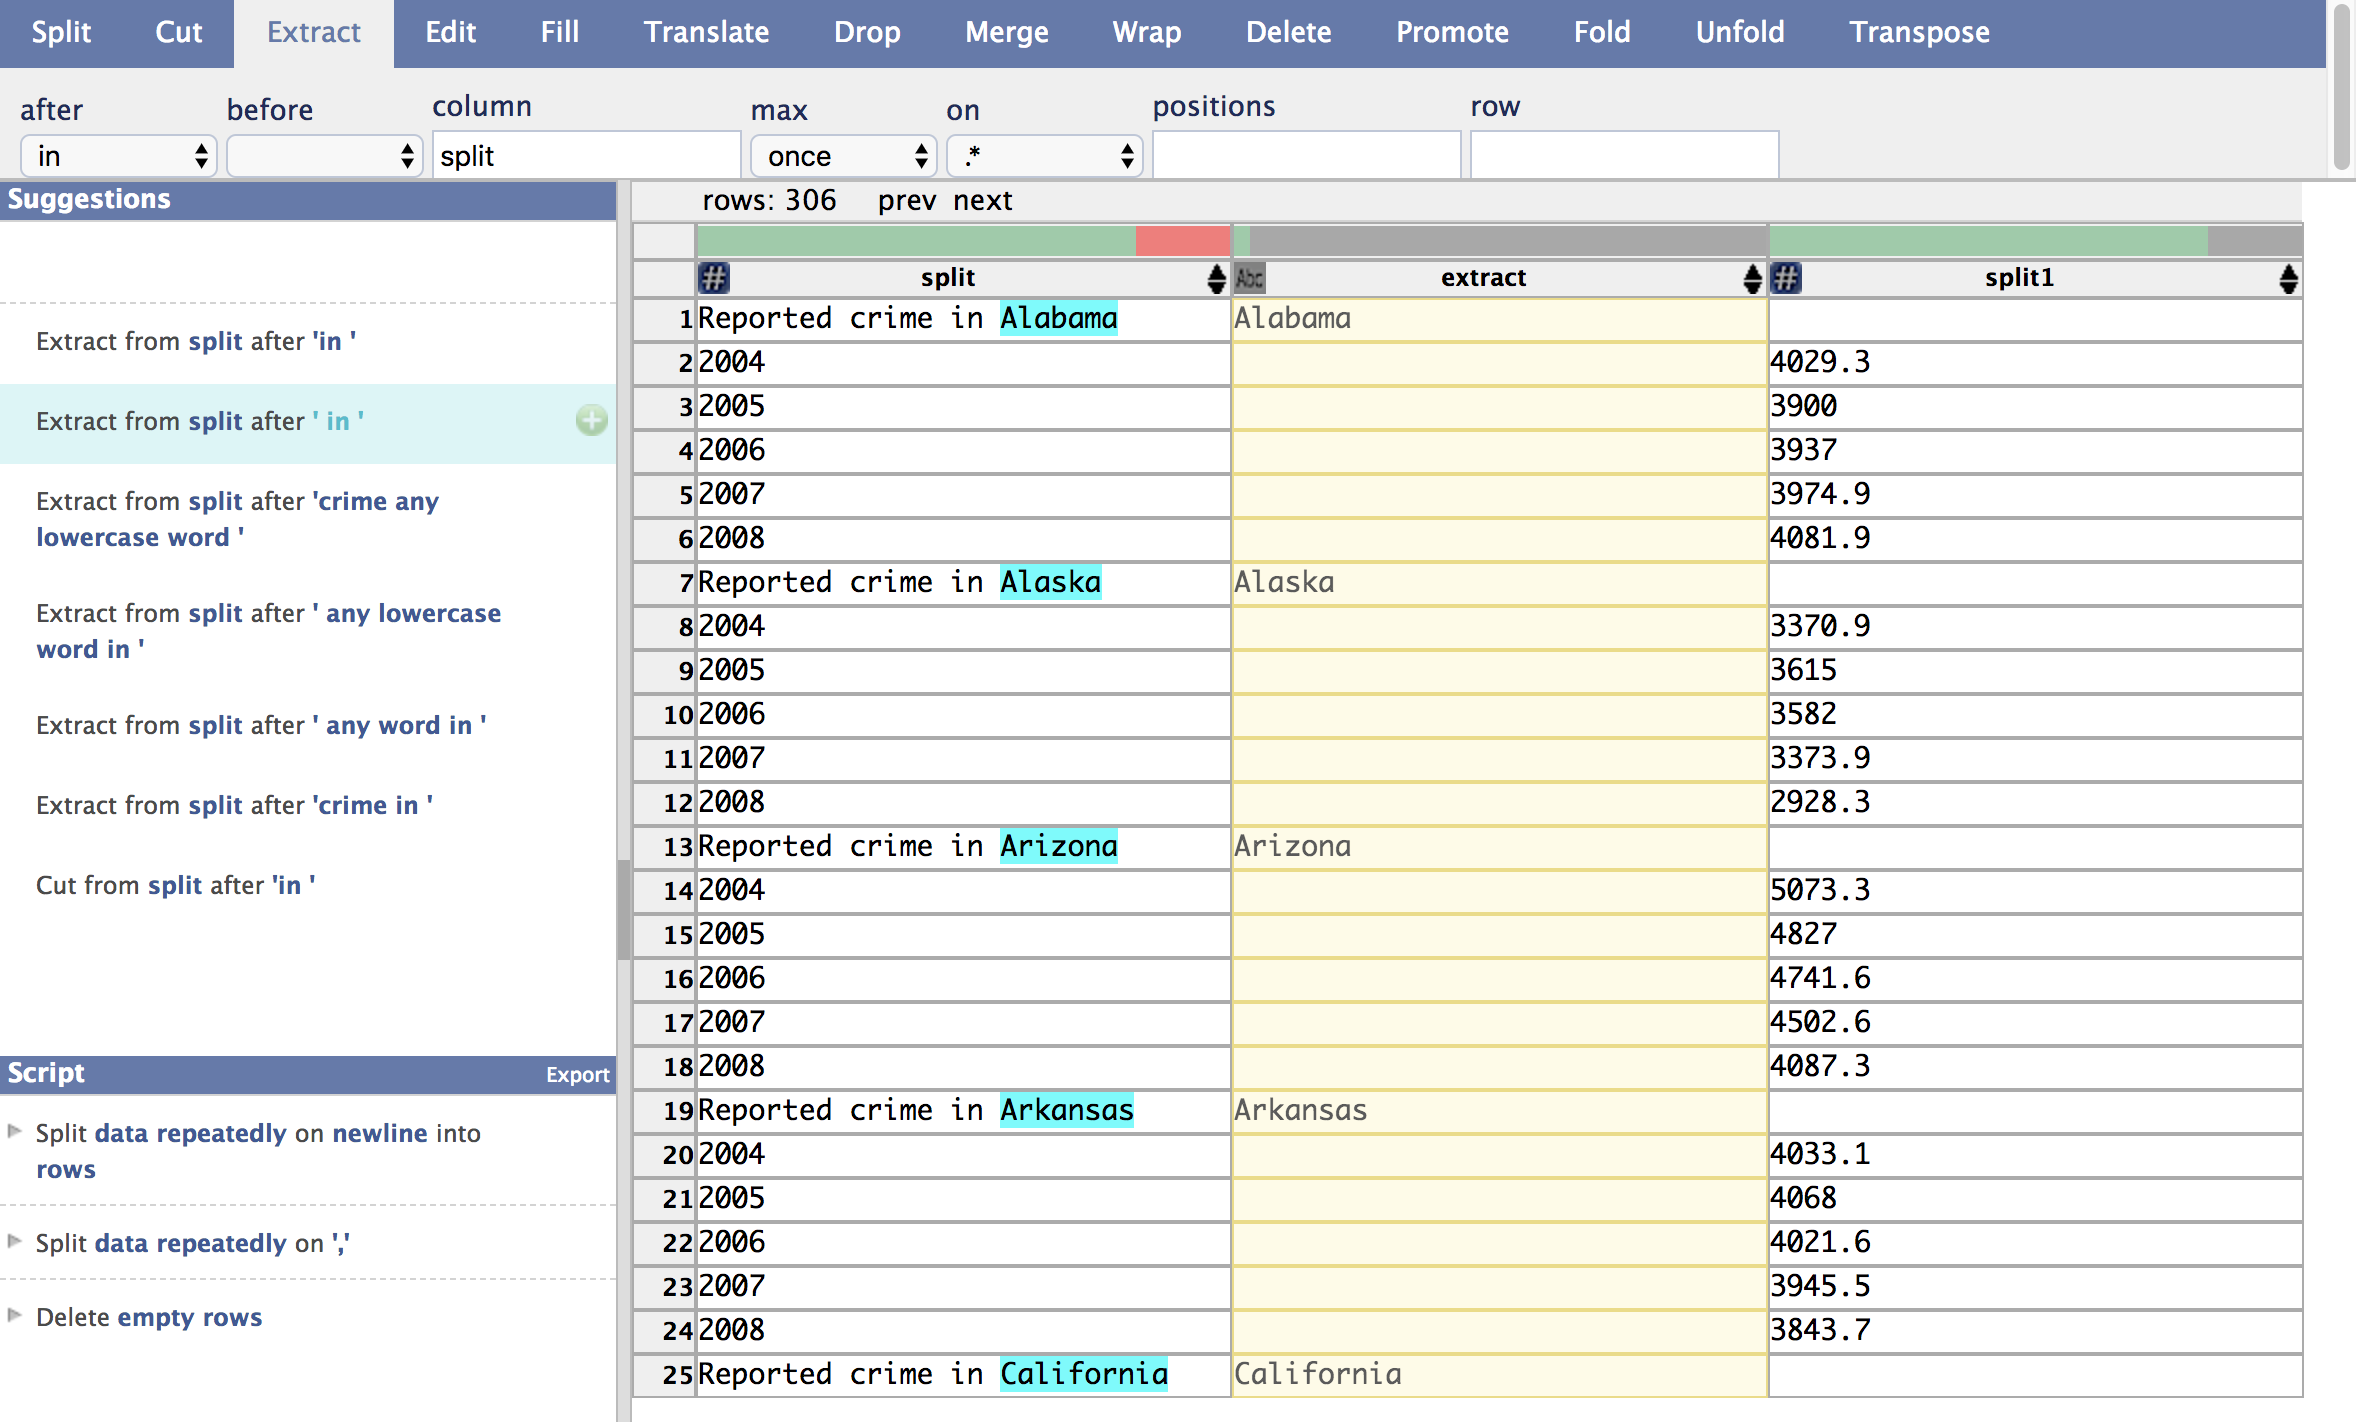 Split Cut Extract Edit Fill Translate Drop Merge Wrap Delete Promote Fold Unfold Transpose
after before column max on positions row
in split once .*
Suggestions
Extract from split after 'in '
Extract from split after ' in '
Extract from split after 'crime any
lowercase word '
Extract from split after ' any lowercase
word in '
Extract from split after ' any word in '
Extract from split after 'crime in '
Cut from split after 'in '
Script Export
Split data repeatedly on newline into
rows
Split data repeatedly on ','
Delete empty rows
rows: 306 prev next
# split Abc extract # split1
1 Reported crime in Alabama Alabama
2 2004 4029.3
3 2005 3900
4 2006 3937
5 2007 3974.9
6 2008 4081.9
7 Reported crime in Alaska Alaska
8 2004 3370.9
9 2005 3615
10 2006 3582
11 2007 3373.9
12 2008 2928.3
13 Reported crime in Arizona Arizona
14 2004 5073.3
15 2005 4827
16 2006 4741.6
17 2007 4502.6
18 2008 4087.3
19 Reported crime in Arkansas Arkansas
20 2004 4033.1
21 2005 4068
22 2006 4021.6
23 2007 3945.5
24 2008 3843.7
25 Reported crime in California California